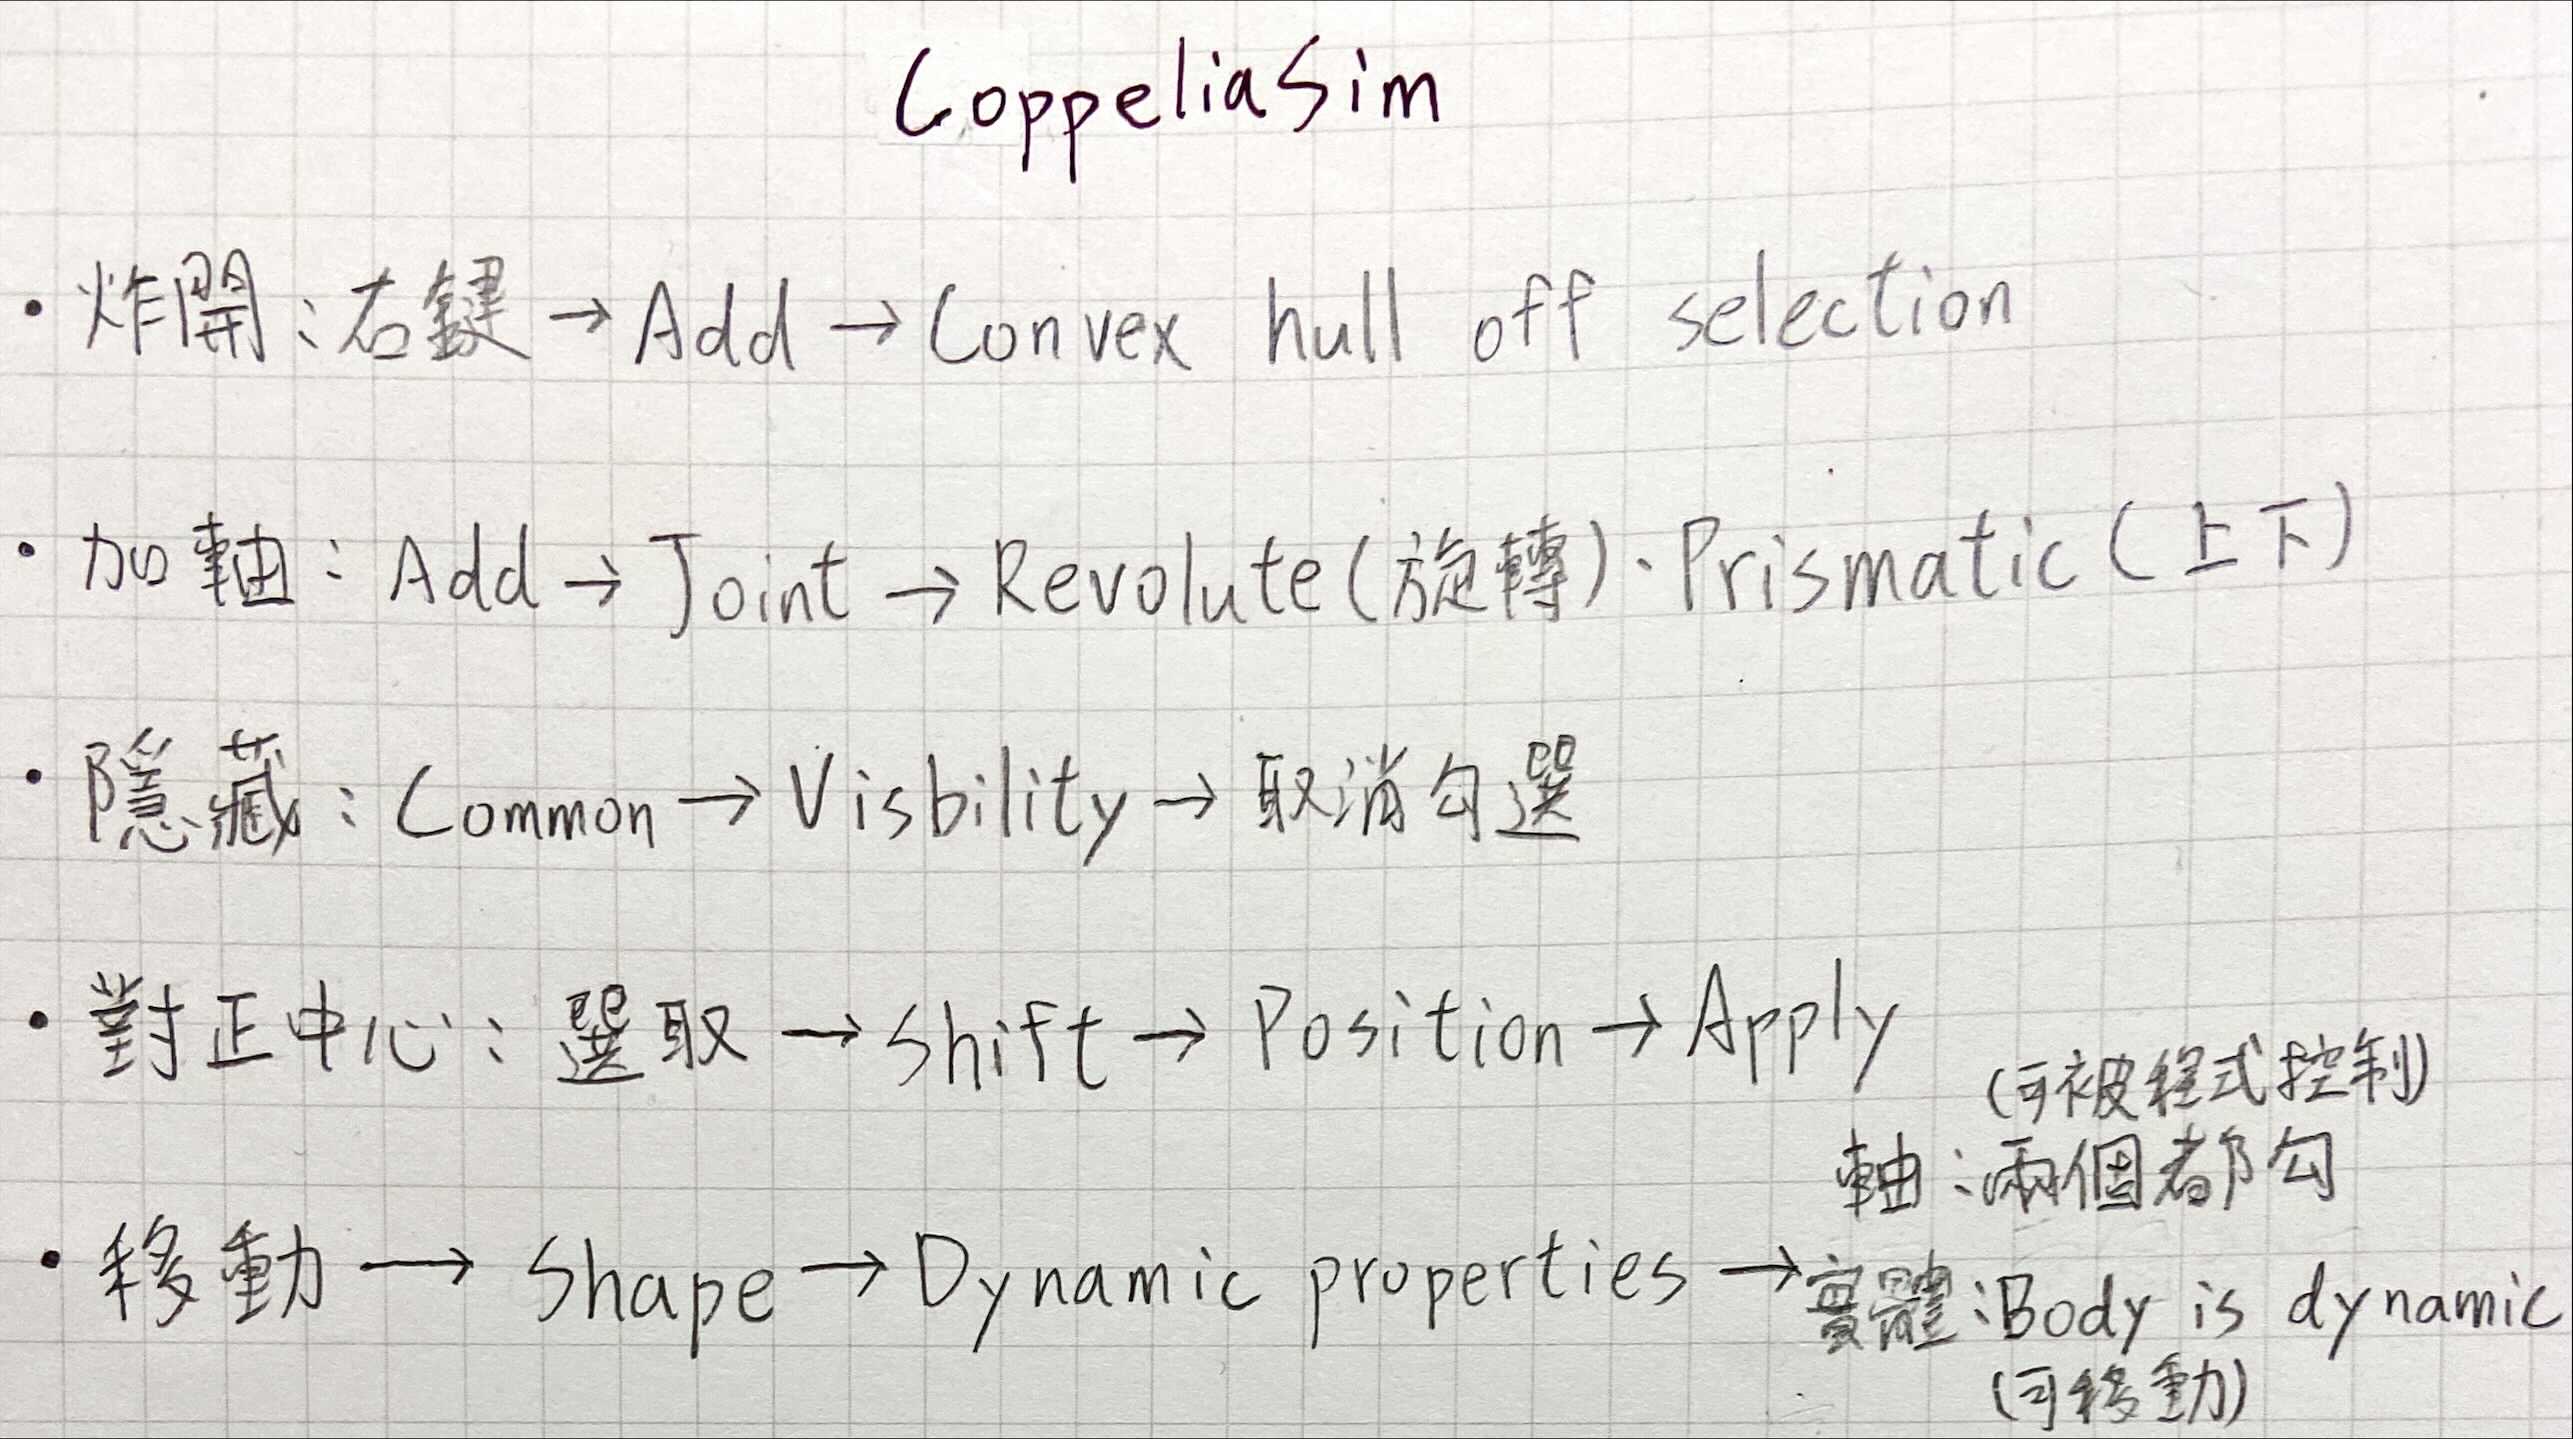 CoppeliaSim
・炸開：右鍵→Add→Convex hull off selection
・加軸：Add→Joint→Revolute(旋轉)、Prismatic(上下)
・隱藏：Common→Visbility→取消勾選
・對正中心：選取→Shift→Position→Apply
(可被程式控制)
軸：兩個都勾
・移動→Shape→Dynamic properties→實體：Body is dynamic
(可移動)